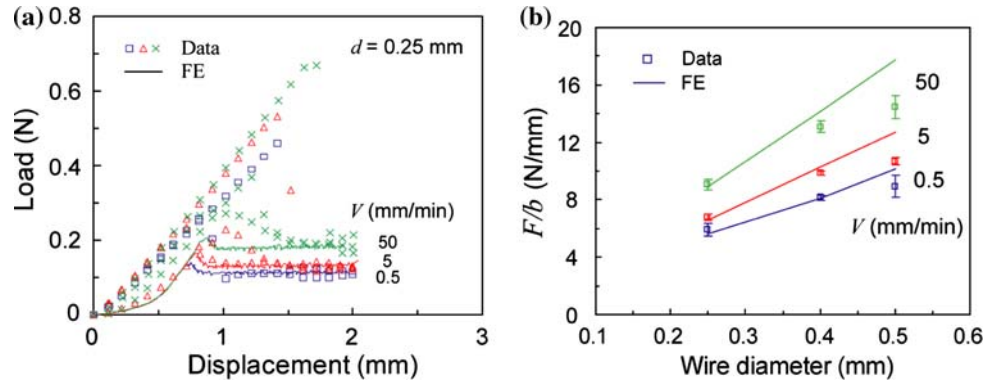 (a)
0.8
0.6
0.4
0.2
0
Load (N)
Data
FE
d = 0.25 mm
V (mm/min)
50
5
0.5
0 1 2 3
Displacement (mm)
(b)
20
16
12
8
4
0
F/b (N/mm)
Data
FE
50
5
0.5
V (mm/min)
0.1 0.2 0.3 0.4 0.5 0.6
Wire diameter (mm)